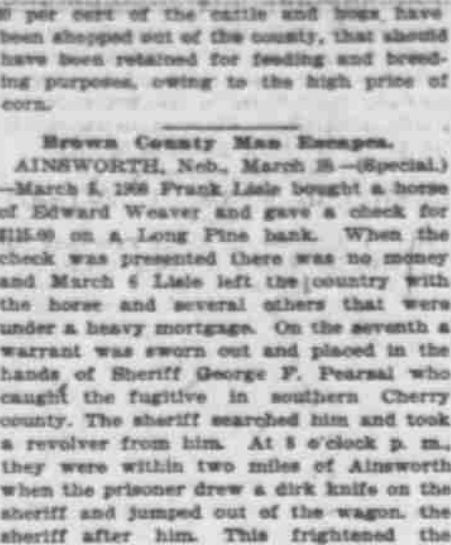 per cent of the cattle and hogs have
been shopped out of the county, that should
have been retained for feeding and breed-
ing purposes, owing to the high price of
corn.
Brown County Man Escapes.
AINSWORTH, Neb., March —(Special.)
—March 5, 1908 Frank Lisle bought a horse
of Edward Weaver and gave a check for
$115.00 on a Long Pine bank. When the
check was presented there was no money
and March 6 Lisle left the country with
the horse and several others that were
under a heavy mortgage. On the seventh a
warrant was sworn out and placed in the
hands of Sheriff George F. Pearsal who
caught the fugitive in southern Cherry
county. The sheriff searched him and took
a revolver from him. At 8 o'clock p. m.,
they were within two miles of Ainsworth
when the prisoner drew a dirk knife on the
sheriff and jumped out of the wagon, the
sheriff after him. This frightened the